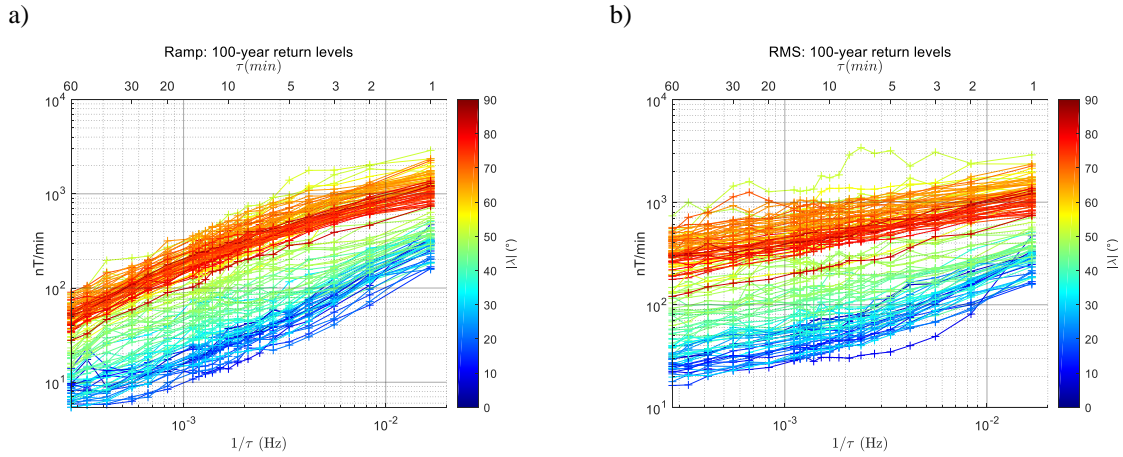 a)
Ramp: 100-year return levels
τ(min)
60 30 20 10 5 3 2 1
10^4
10^3
10^2
10^1
nT/min
10^-3 10^-2
1/τ (Hz)
90
80
70
60
50
40
30
20
10
0
|λ| (°)
b)
RMS: 100-year return levels
τ(min)
60 30 20 10 5 3 2 1
10^4
10^3
10^2
10^1
nT/min
10^-3 10^-2
1/τ (Hz)
90
80
70
60
50
40
30
20
10
0
|λ| (°)